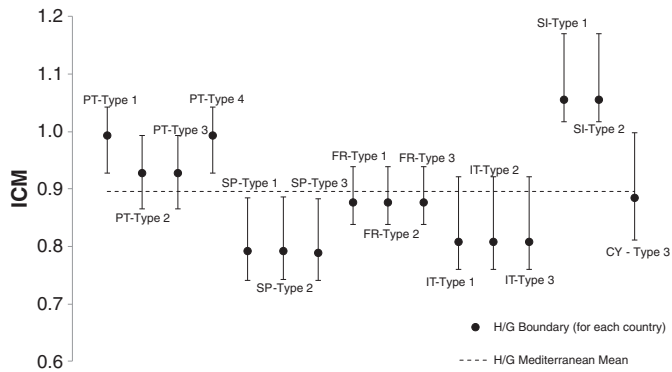 1.2
SI-Type 1
1.1
PT-Type 1
PT-Type 4
PT-Type 3
SI-Type 2
1.0
FR-Type 1
FR-Type 3
IT-Type 2
SP-Type 1
SP-Type 3
ICM
0.9
PT-Type 2
FR-Type 2
CY - Type 3
0.8
SP-Type 2
IT-Type 1
IT-Type 3
0.7
H/G Boundary (for each country)
H/G Mediterranean Mean
0.6